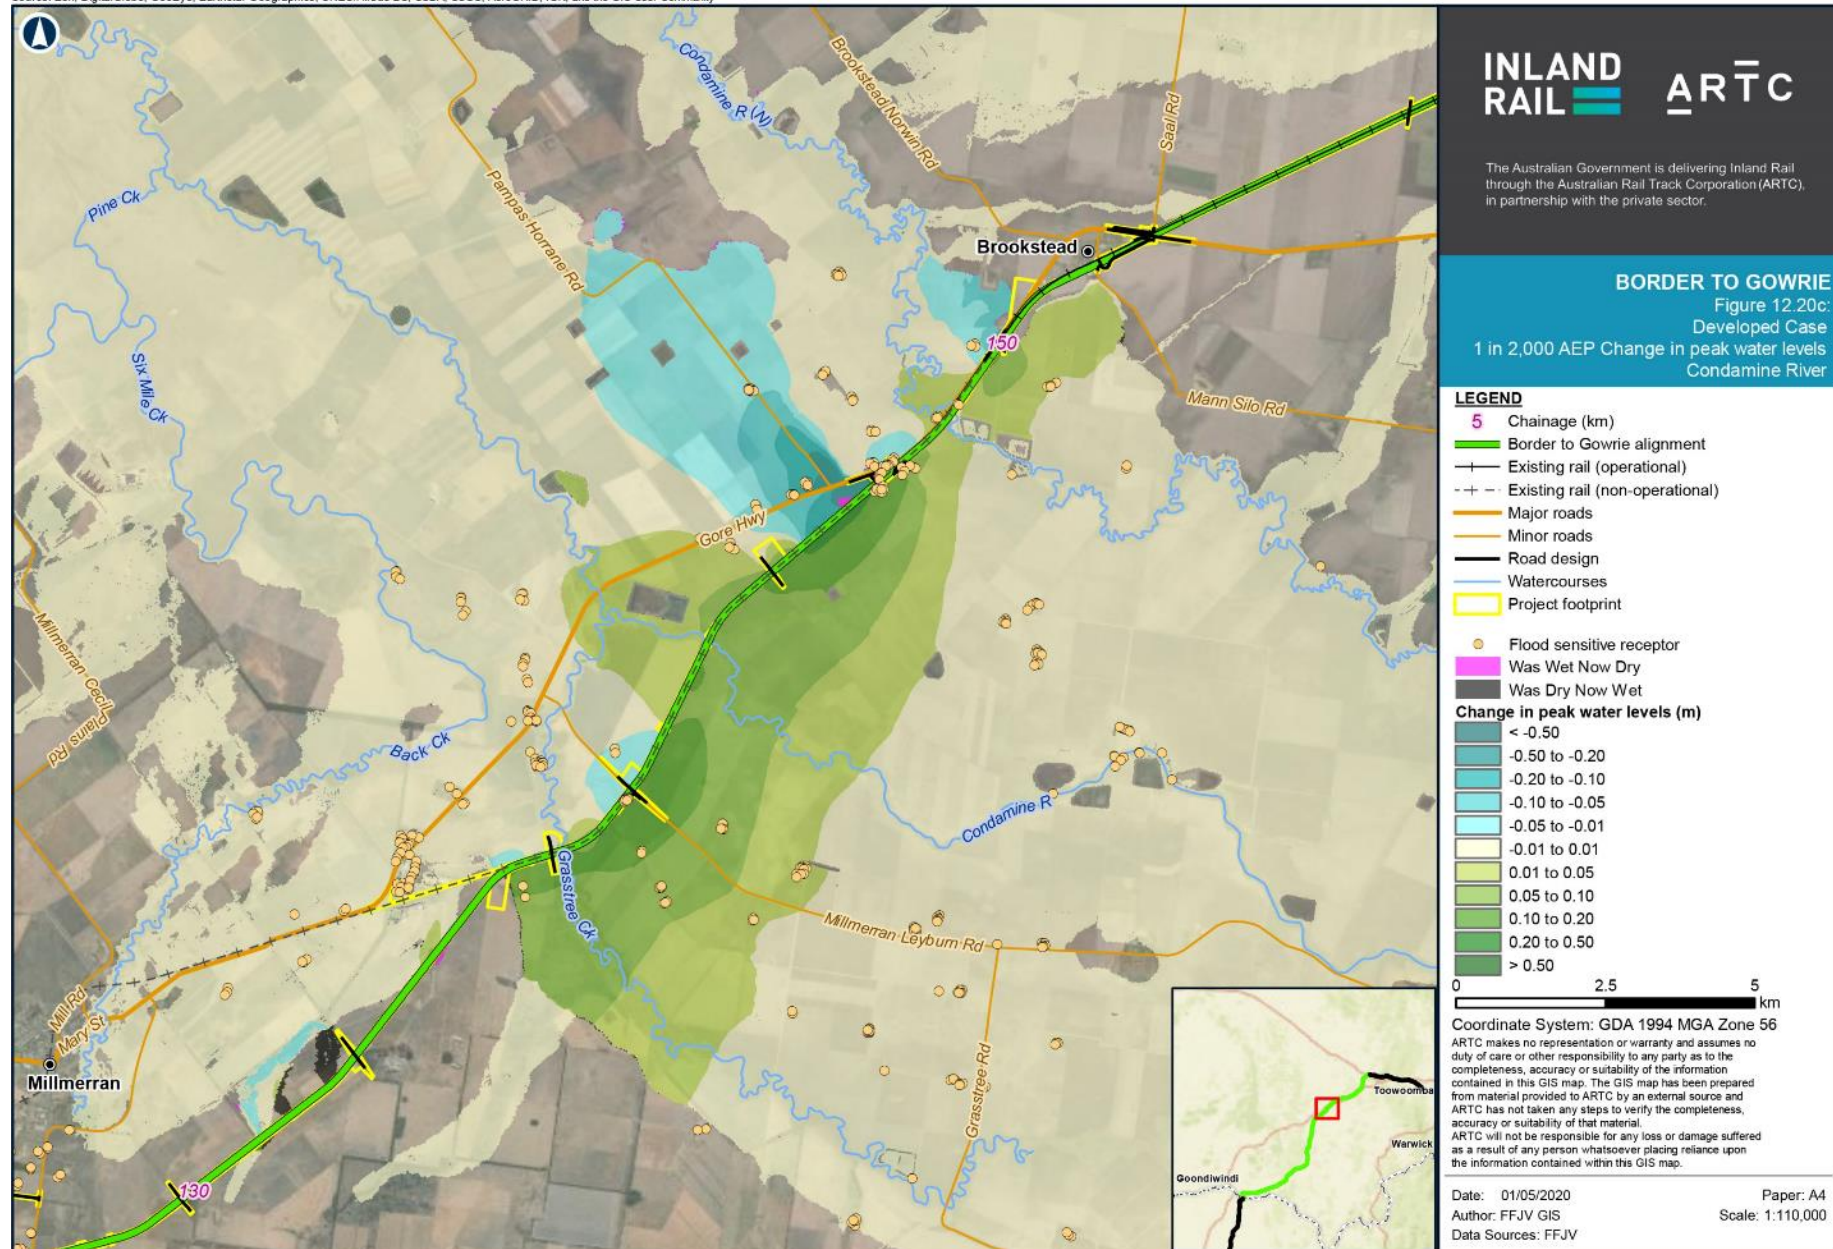 INLAND
RAIL
ARTC
The Australian Government is delivering Inland Rail
through the Australian Rail Track Corporation (ARTC),
in partnership with the private sector.
BORDER TO GOWRIE
Figure 12.20c:
Developed Case
1 in 2,000 AEP Change in peak water levels
Condamine River
LEGEND
5 Chainage (km)
Border to Gowrie alignment
Existing rail (operational)
Existing rail (non-operational)
Major roads
Minor roads
Road design
Watercourses
Project footprint
Flood sensitive receptor
Was Wet Now Dry
Was Dry Now Wet
Change in peak water levels (m)
< -0.50
-0.50 to -0.20
-0.20 to -0.10
-0.10 to -0.05
-0.05 to -0.01
-0.01 to 0.01
0.01 to 0.05
0.05 to 0.10
0.10 to 0.20
0.20 to 0.50
> 0.50
0 2.5 5
km
Coordinate System: GDA 1994 MGA Zone 56
ARTC makes no representation or warranty and assumes no
duty of care or other responsibility to any party as to the
completeness, accuracy or suitability of the information
contained in this GIS map. The GIS map has been prepared
from material provided to ARTC by an external source and
ARTC has not taken any steps to verify the completeness,
accuracy or suitability of that material.
ARTC will not be responsible for any loss or damage suffered
as a result of any person whatsoever placing reliance upon
the information contained within this GIS map.
Date: 01/05/2020 Paper: A4
Author: FFJV GIS Scale: 1:110,000
Data Sources: FFJV
Condamine R (N)
Brookstead Norwin Rd
Saal Rd
Pampas Horrane Rd
Pine Ck
Brookstead
150
Six Mile Ck
Mann Silo Rd
Gore Hwy
Millmerran Cecil Plains Rd
Back Ck
Condamine R
Grasstree Ck
Millmerran Leyburn Rd
Mill Rd
Mary St
Millmerran
Grasstree Rd
130
Toowoomba
Warwick
Goondiwindi